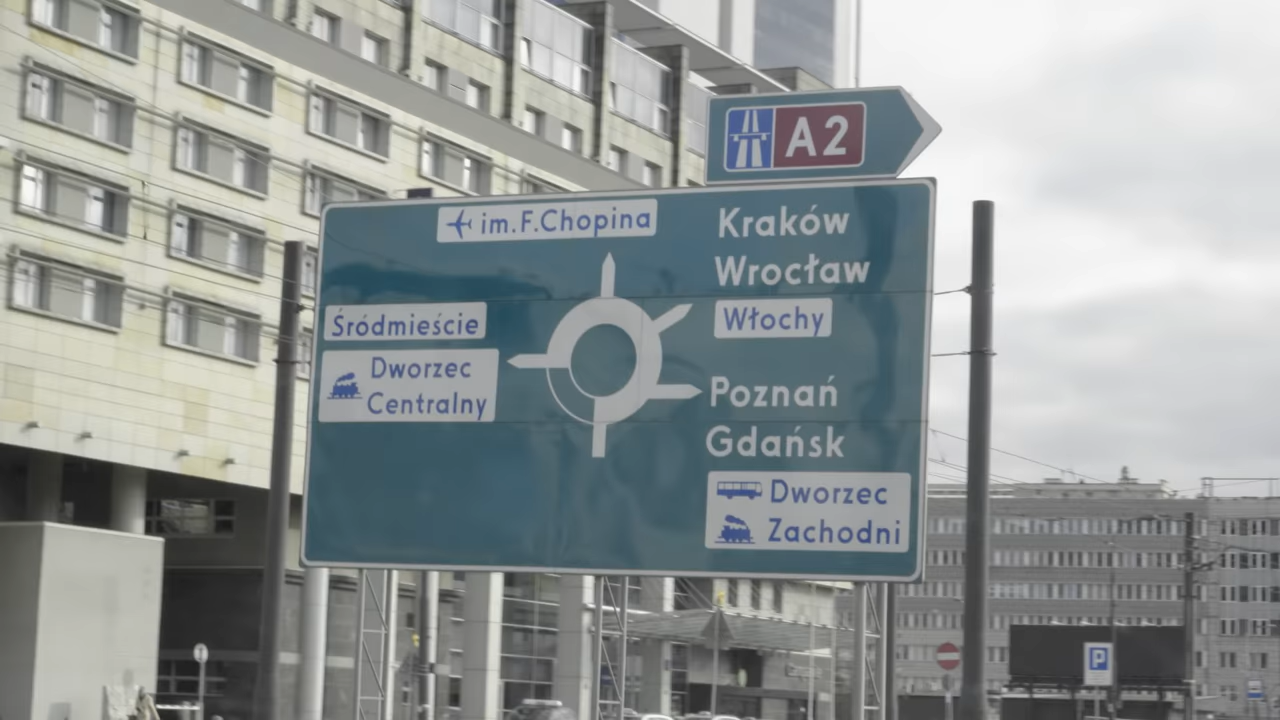 A2
im.F.Chopina
Kraków
Wrocław
Włochy
Śródmieście
Dworzec
Centralny
Poznań
Gdańsk
Dworzec
Zachodni
P